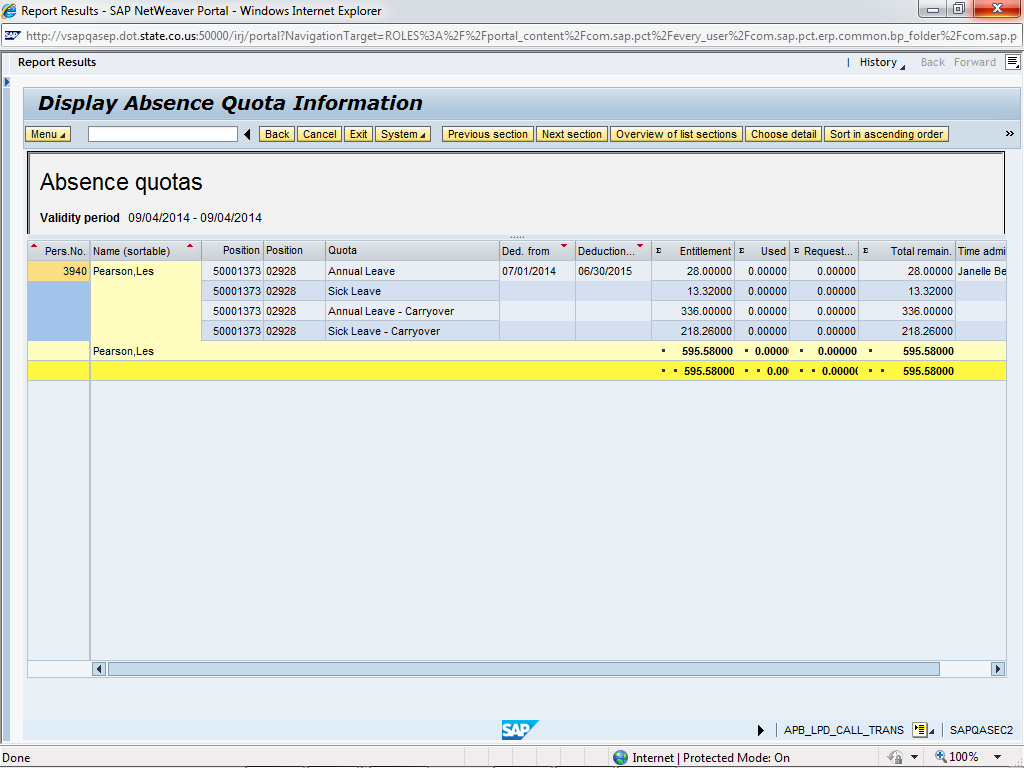 Report Results - SAP NetWeaver Portal - Windows Internet Explorer
http://vsapqasep.dot.state.co.us:50000/irj/portal?NavigationTarget=ROLES%3A%2F%2Fportal_content%2Fcom.sap.pct%2Fevery_user%2Fcom.sap.pct.erp.common.bp_folder%2Fcom.sap.p
Report Results | History Back Forward
Display Absence Quota Information
Menu Back Cancel Exit System Previous section Next section Overview of list sections Choose detail Sort in ascending order »
Absence quotas
Validity period 09/04/2014 - 09/04/2014
Pers.No. Name (sortable) Position Position Quota Ded. from Deduction... Σ Entitlement Σ Used Σ Request... Σ Total remain. Time admi
3940 Pearson,Les 50001373 02928 Annual Leave 07/01/2014 06/30/2015 28.00000 0.00000 0.00000 28.00000 Janelle Be
50001373 02928 Sick Leave 13.32000 0.00000 0.00000 13.32000
50001373 02928 Annual Leave - Carryover 336.00000 0.00000 0.00000 336.00000
50001373 02928 Sick Leave - Carryover 218.26000 0.00000 0.00000 218.26000
Pearson,Les 595.58000 0.0000 0.00000 595.58000
595.58000 0.00 0.00000 595.58000
SAP APB_LPD_CALL_TRANS SAPQASEC2
Done Internet | Protected Mode: On 100%